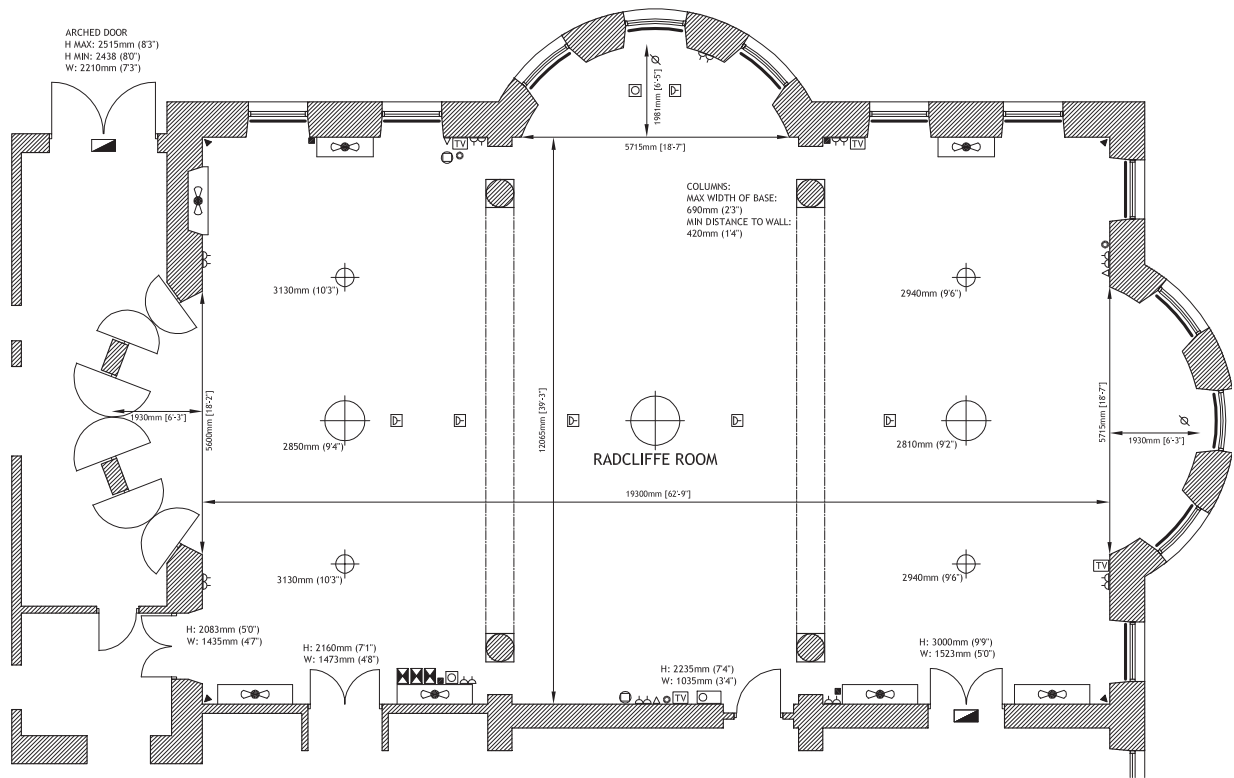 ARCHED DOOR
H MAX: 2515mm (8'3")
H MIN: 2438 (8'0")
W: 2210mm (7'3")
1981mm [6'-5"]
5715mm [18'-7"]
TV
TV
COLUMNS:
MAX WIDTH OF BASE:
690mm (2'3")
MIN DISTANCE TO WALL:
420mm (1'4")
3130mm (10'3")
2940mm (9'6")
1930mm [6'-3"]
5600mm [18'-2"]
2850mm (9'4")
12065mm [39'-3"]
RADCLIFFE ROOM
2810mm (9'2")
5715mm [18'-7"]
1930mm [6'-3"]
19300mm [62'-9"]
3130mm (10'3")
2940mm (9'6")
TV
H: 2083mm (5'0")
W: 1435mm (4'7")
H: 2160mm (7'1")
W: 1473mm (4'8")
H: 2235mm (7'4")
W: 1035mm (3'4")
H: 3000mm (9'9")
W: 1523mm (5'0")
TV